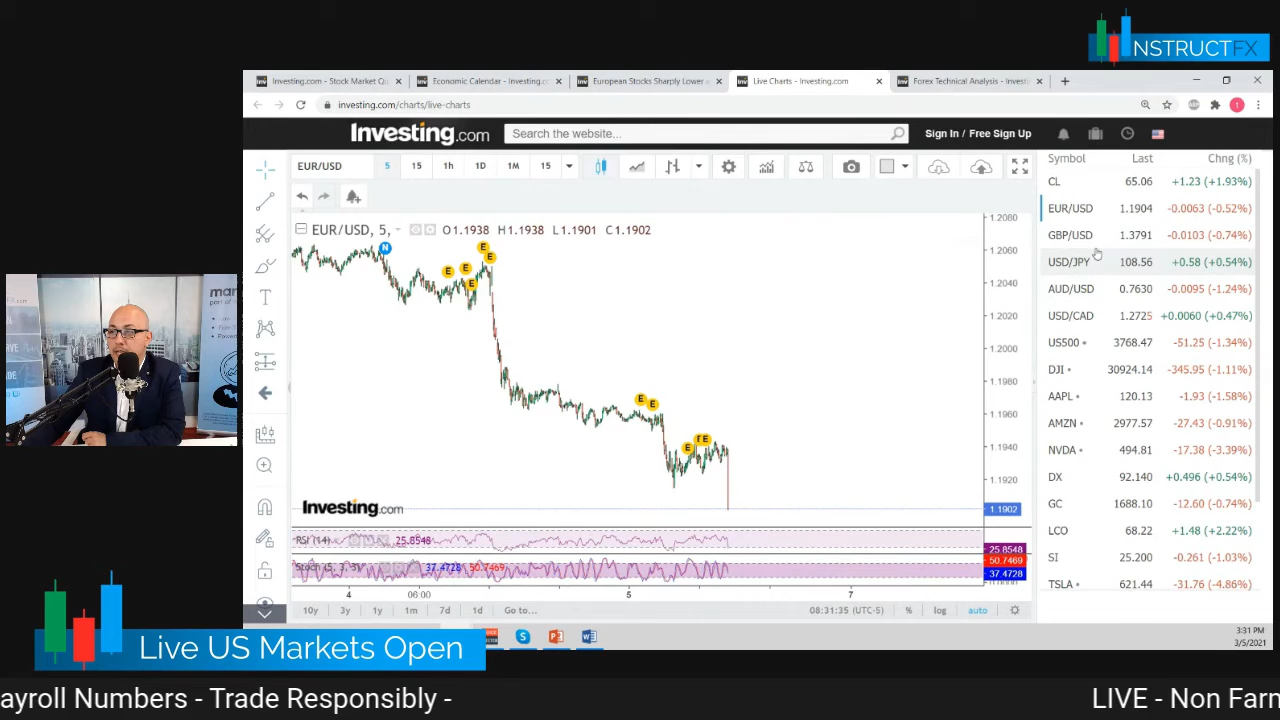 NSTRUCTFX
Investing.com - Stock Market Qu
Economic Calendar - Investing.c
European Stocks Sharply Lower
Live Charts - Investing.com
Forex Technical Analysis - Investi
investing.com/charts/live-charts
Investing.com
Search the website...
Sign In / Free Sign Up
EUR/USD 5 15 1h 1D 1M 15
EUR/USD, 5, O1.1938 H1.1938 L1.1901 C1.1902
N
E E E E E
E E
E E
1.2080
1.2060
1.2040
1.2020
1.2000
1.1980
1.1960
1.1940
1.1920
1.1902
Investing.com
RSI (14) 25.8548
25.8548
50.7469
37.4728
Stoch (5, 3, 3) 37.4728 50.7469
4 06:00 5 7
10y 3y 1y 1m 7d 1d Go to... 08:31:35 (UTC-5) % log auto
Symbol Last Chng (%)
CL 65.06 +1.23 (+1.93%)
EUR/USD 1.1904 -0.0063 (-0.52%)
GBP/USD 1.3791 -0.0103 (-0.74%)
USD/JPY 108.56 +0.58 (+0.54%)
AUD/USD 0.7630 -0.0095 (-1.24%)
USD/CAD 1.2725 +0.0060 (+0.47%)
US500 3768.47 -51.25 (-1.34%)
DJI 30924.14 -345.95 (-1.11%)
AAPL 120.13 -1.93 (-1.58%)
AMZN 2977.57 -27.43 (-0.91%)
NVDA 494.81 -17.38 (-3.39%)
DX 92.140 +0.496 (+0.54%)
GC 1688.10 -12.60 (-0.74%)
LCO 68.22 +1.48 (+2.22%)
SI 25.200 -0.261 (-1.03%)
TSLA 621.44 -31.76 (-4.86%)
3:31 PM
3/5/2021
Live US Markets Open
ayroll Numbers - Trade Responsibly - LIVE - Non Farn